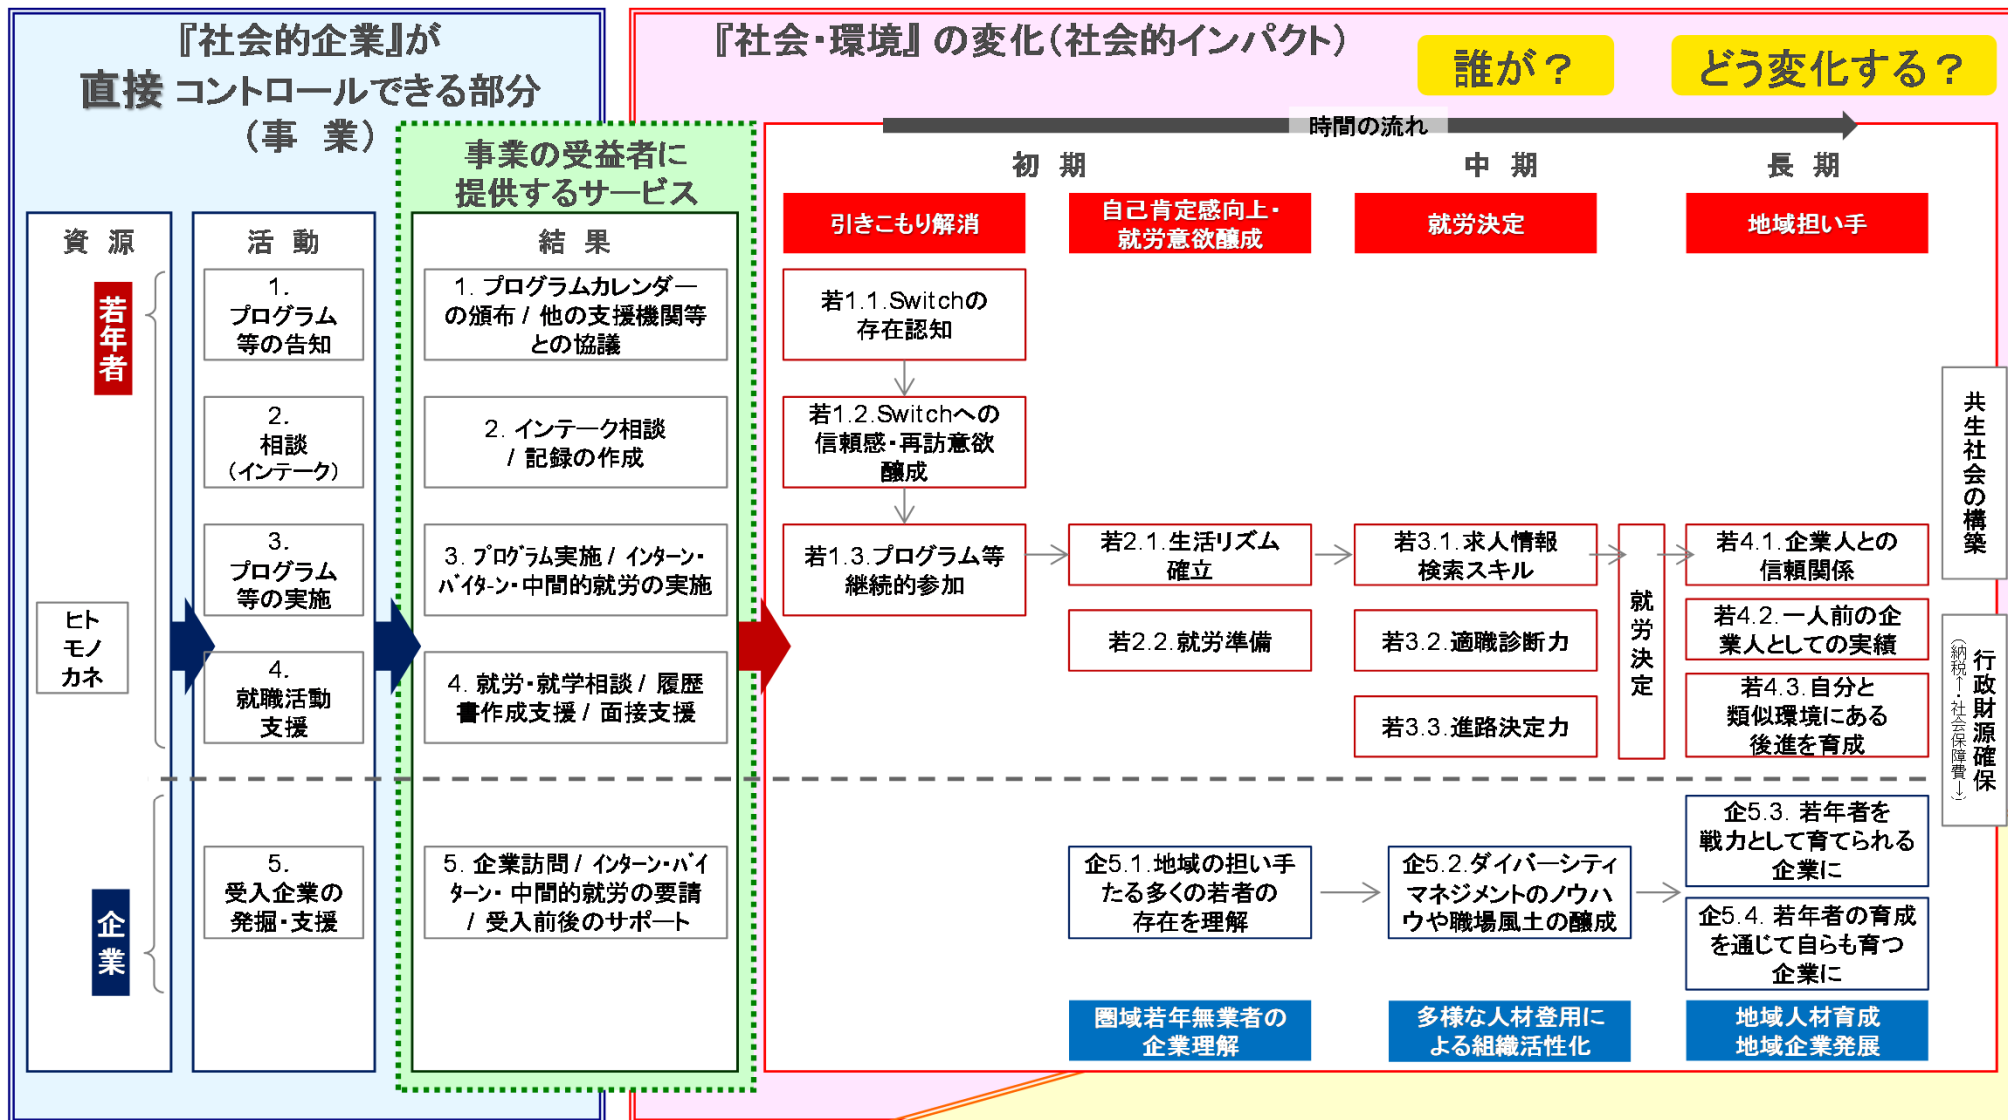 『社会的企業』が
直接 コントロールできる部分
（事　業）
『社会・環境』の変化（社会的インパクト）
誰が？
どう変化する？
時間の流れ
事業の受益者に
提供するサービス
初　期
中　期
長　期
引きこもり解消
自己肯定感向上・
就労意欲醸成
就労決定
地域担い手
資　源
活　動
結　果
若年者
1.
プログラム
等の告知
1. プログラムカレンダー
の頒布 / 他の支援機関等
との協議
若1.1.Switchの
存在認知
2.
相談
（インテーク）
2. インテーク相談
/ 記録の作成
若1.2.Switchへの
信頼感・再訪意欲
醸成
3.
プログラム
等の実施
3. プログラム実施 / インターン・
バイターン・中間的就労の実施
若1.3.プログラム等
継続的参加
若2.1.生活リズム
確立
若3.1.求人情報
検索スキル
若4.1.企業人との
信頼関係
ヒト
モノ
カネ
若2.2.就労準備
若3.2.適職診断力
就労決定
若4.2.一人前の企
業人としての実績
4.
就職活動
支援
4. 就労・就学相談 / 履歴
書作成支援 / 面接支援
若3.3.進路決定力
若4.3.自分と
類似環境にある
後進を育成
共生社会の構築
行政財源確保
（納税↑・社会保障費↓）
企業
5.
受入企業の
発掘・支援
5. 企業訪問 / インターン・バイ
ターン・中間的就労の要請
/ 受入前後のサポート
企5.1.地域の担い手
たる多くの若者の
存在を理解
企5.2.ダイバーシティ
マネジメントのノウハ
ウや職場風土の醸成
企5.3. 若年者を
戦力として育てられる
企業に
企5.4. 若年者の育成
を通じて自らも育つ
企業に
圏域若年無業者の
企業理解
多様な人材登用に
よる組織活性化
地域人材育成
地域企業発展